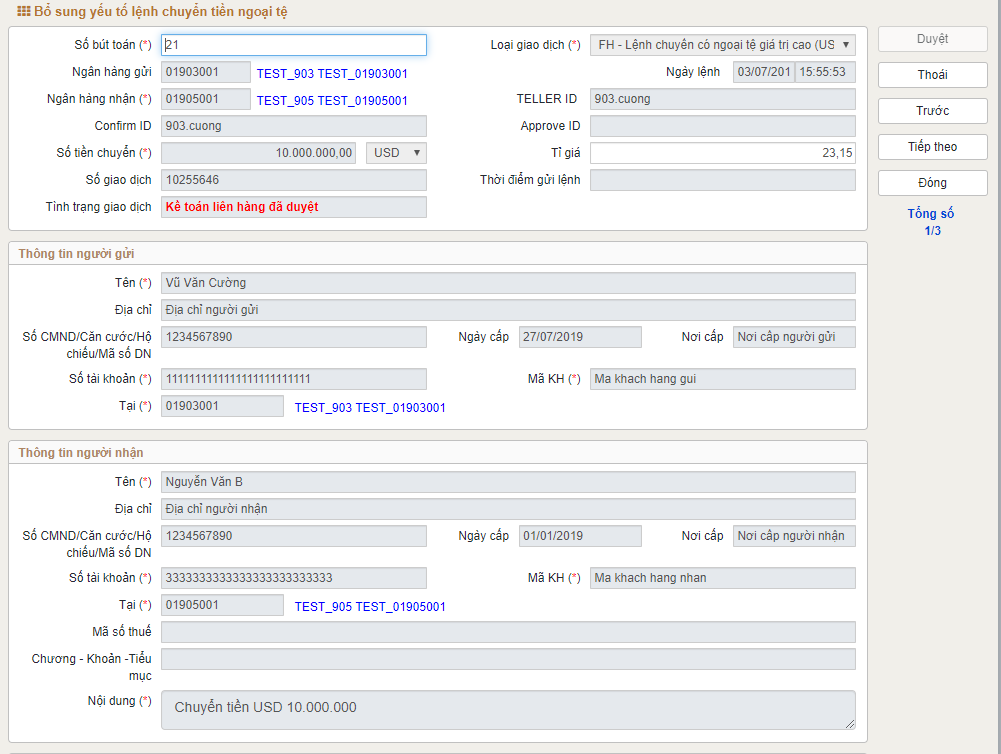 Bổ sung yếu tố lệnh chuyển tiền ngoại tệ
Số bút toán (*) 21 Loại giao dịch (*) FH - Lệnh chuyển có ngoại tệ giá trị cao (US Duyệt
Ngân hàng gửi 01903001 TEST_903 TEST_01903001 Ngày lệnh 03/07/201 15:55:53 Thoái
Ngân hàng nhận (*) 01905001 TEST_905 TEST_01905001 TELLER ID 903.cuong Trước
Confirm ID 903.cuong Approve ID
Số tiền chuyển (*) 10.000.000,00 USD Tỉ giá 23,15 Tiếp theo
Số giao dịch 10255646 Thời điểm gửi lệnh Đóng
Tình trạng giao dịch Kế toán liên hàng đã duyệt Tổng số
1/3
Thông tin người gửi
Tên (*) Vũ Văn Cường
Địa chỉ Địa chỉ người gửi
Số CMND/Căn cước/Hộ 1234567890 Ngày cấp 27/07/2019 Nơi cấp Nơi cấp người gửi
chiếu/Mã số DN
Số tài khoản (*) 1111111111111111111111111 Mã KH (*) Ma khach hang gui
Tại (*) 01903001 TEST_903 TEST_01903001
Thông tin người nhận
Tên (*) Nguyễn Văn B
Địa chỉ Địa chỉ người nhận
Số CMND/Căn cước/Hộ 1234567890 Ngày cấp 01/01/2019 Nơi cấp Nơi cấp người nhận
chiếu/Mã số DN
Số tài khoản (*) 3333333333333333333333333 Mã KH (*) Ma khach hang nhan
Tại (*) 01905001 TEST_905 TEST_01905001
Mã số thuế
Chương - Khoản -Tiểu
mục
Nội dung (*) Chuyển tiền USD 10.000.000